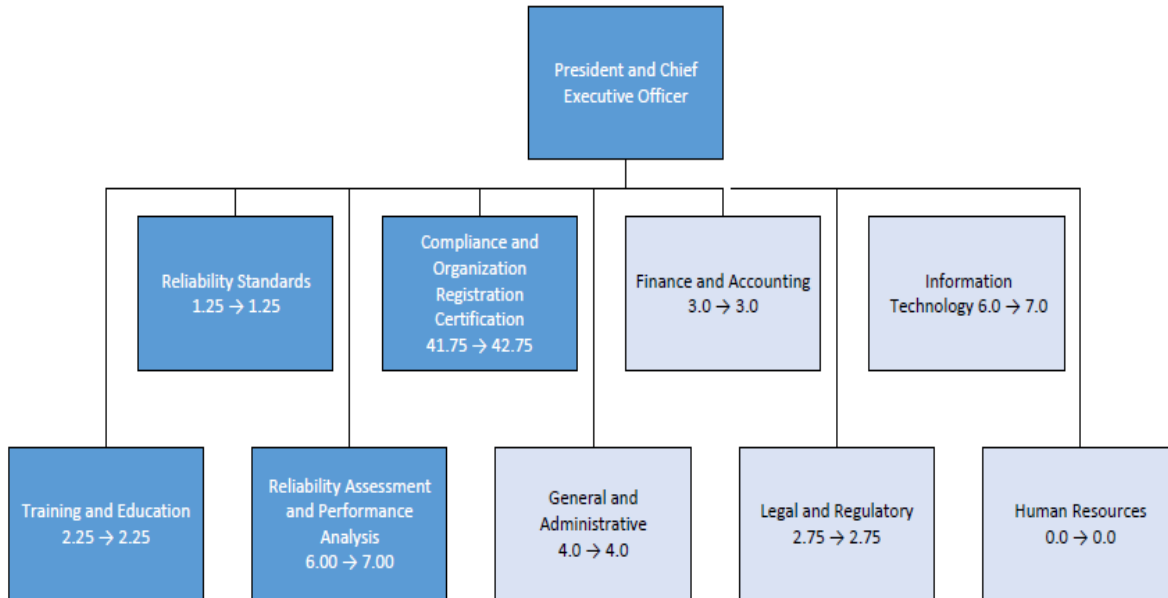 President and Chief
Executive Officer
Reliability Standards
1.25 → 1.25
Compliance and
Organization
Registration
Certification
41.75 → 42.75
Finance and Accounting
3.0 → 3.0
Information
Technology 6.0 → 7.0
Training and Education
2.25 → 2.25
Reliability Assessment
and Performance
Analysis
6.00 → 7.00
General and
Administrative
4.0 → 4.0
Legal and Regulatory
2.75 → 2.75
Human Resources
0.0 → 0.0